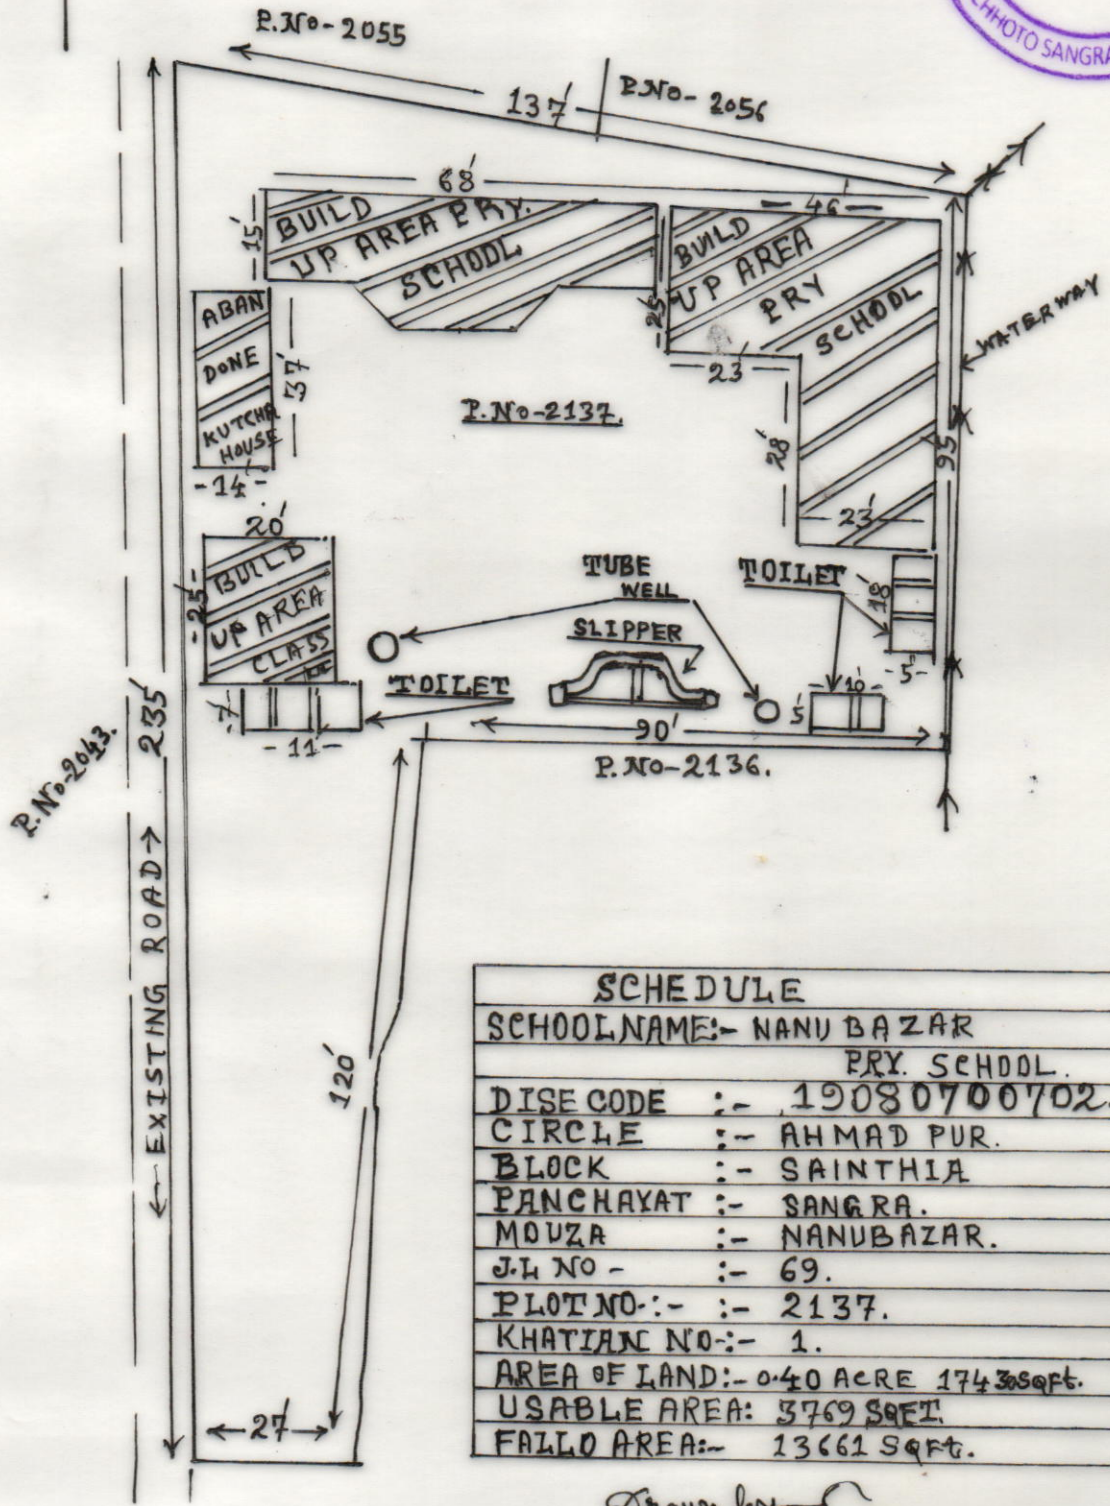 P.No-2055
CHHOTO SANGRA
137'
P.No-2056
68'
46'
15'
BUILD
UP AREA PRY.
SCHOOL
BUILD
UP AREA
PRY
SCHOOL
25'
23'
WATERWAY
ABAN
DONE
KUTCHA
HOUSE
37'
-14'-
P.No-2137.
28'
95'
23'
20'
BUILD
UP AREA
CLASS
-25'-
TUBE
WELL
TOILET
18'
SLIPPER
-5'-
TOILET
10'
5'
7'
-11'-
90'
P.No-2136.
P.No-2043.
235'
← EXISTING ROAD →
120'
27'
SCHEDULE
SCHOOL NAME:- NANU BAZAR
PRY. SCHOOL.
DISE CODE :- 19080700702.
CIRCLE :- AHMAD PUR.
BLOCK :- SAINTHIA
PANCHAYAT :- SANGRA.
MOUZA :- NANUBAZAR.
J.L NO - :- 69.
PLOT NO-:- :- 2137.
KHATIAN NO-:- 1.
AREA OF LAND:- 0.40 ACRE 17430SQFt.
USABLE AREA: 3769 SQFT.
FALLO AREA:- 13661 SQFt.